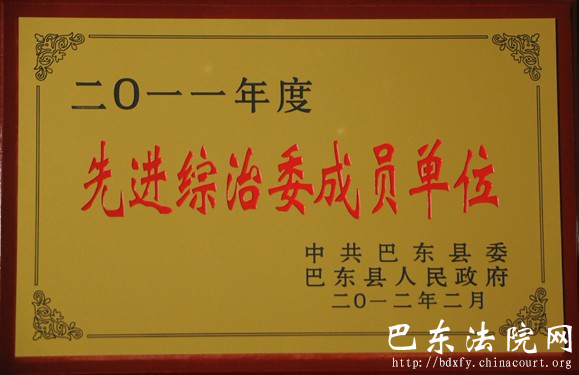 二O一一年度
先进综治委成员单位
中共巴东县委
巴东县人民政府
二O一二年二月
巴东法院网
http://bdxfy.chinacourt.org